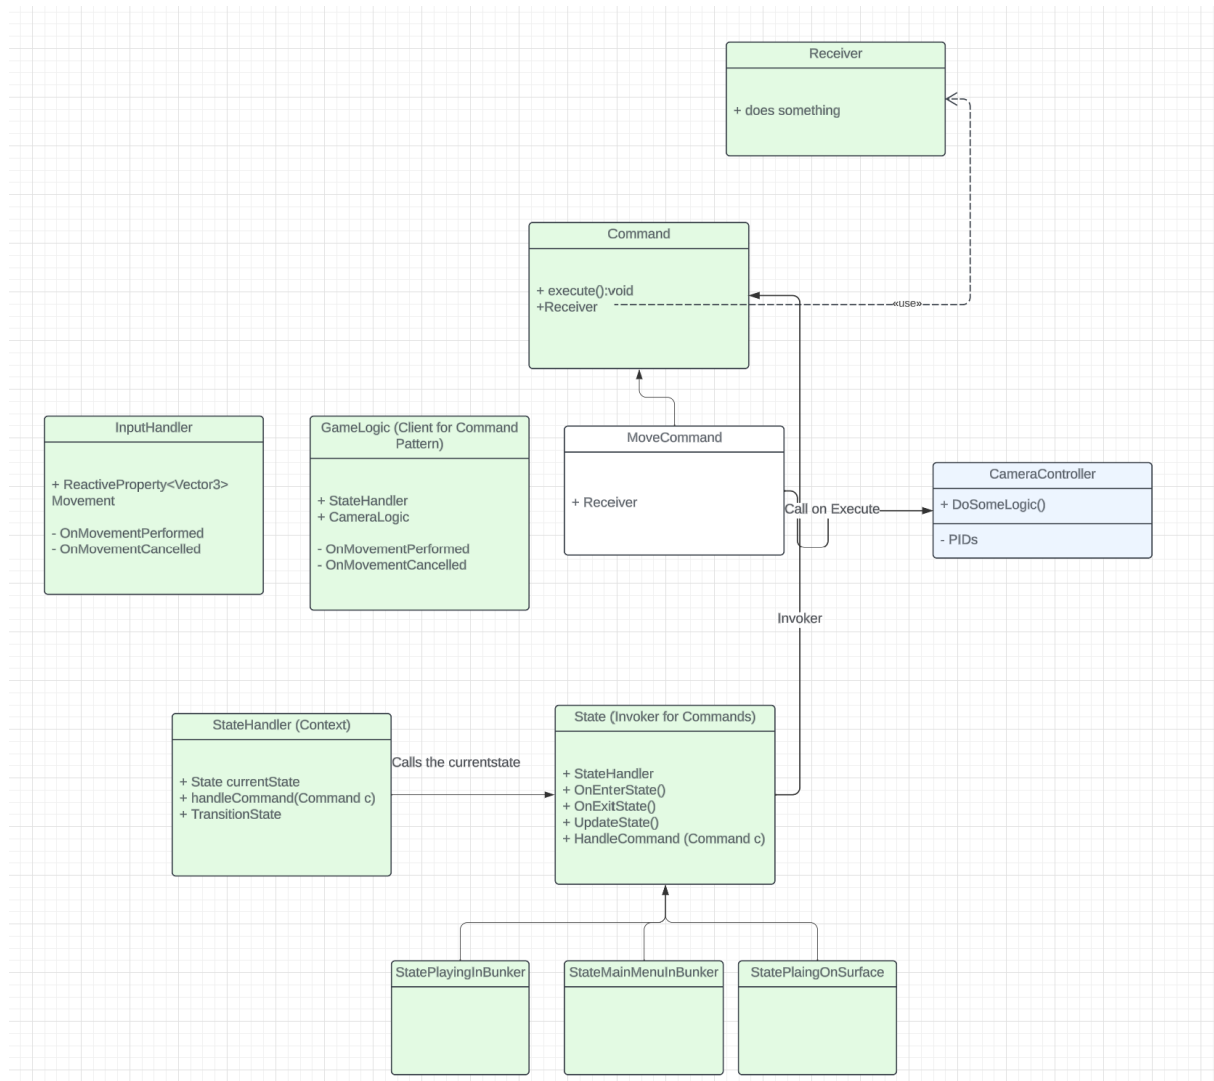 Receiver
+ does something
Command
+ execute():void
+Receiver
«use»
InputHandler
+ ReactiveProperty<Vector3>
Movement
- OnMovementPerformed
- OnMovementCancelled
GameLogic (Client for Command
Pattern)
+ StateHandler
+ CameraLogic
- OnMovementPerformed
- OnMovementCancelled
MoveCommand
+ Receiver
Call on Execute
CameraController
+ DoSomeLogic()
- PIDs
Invoker
StateHandler (Context)
+ State currentState
+ handleCommand(Command c)
+ TransitionState
Calls the currentstate
State (Invoker for Commands)
+ StateHandler
+ OnEnterState()
+ OnExitState()
+ UpdateState()
+ HandleCommand (Command c)
StatePlayingInBunker
StateMainMenuInBunker
StatePlaingOnSurface